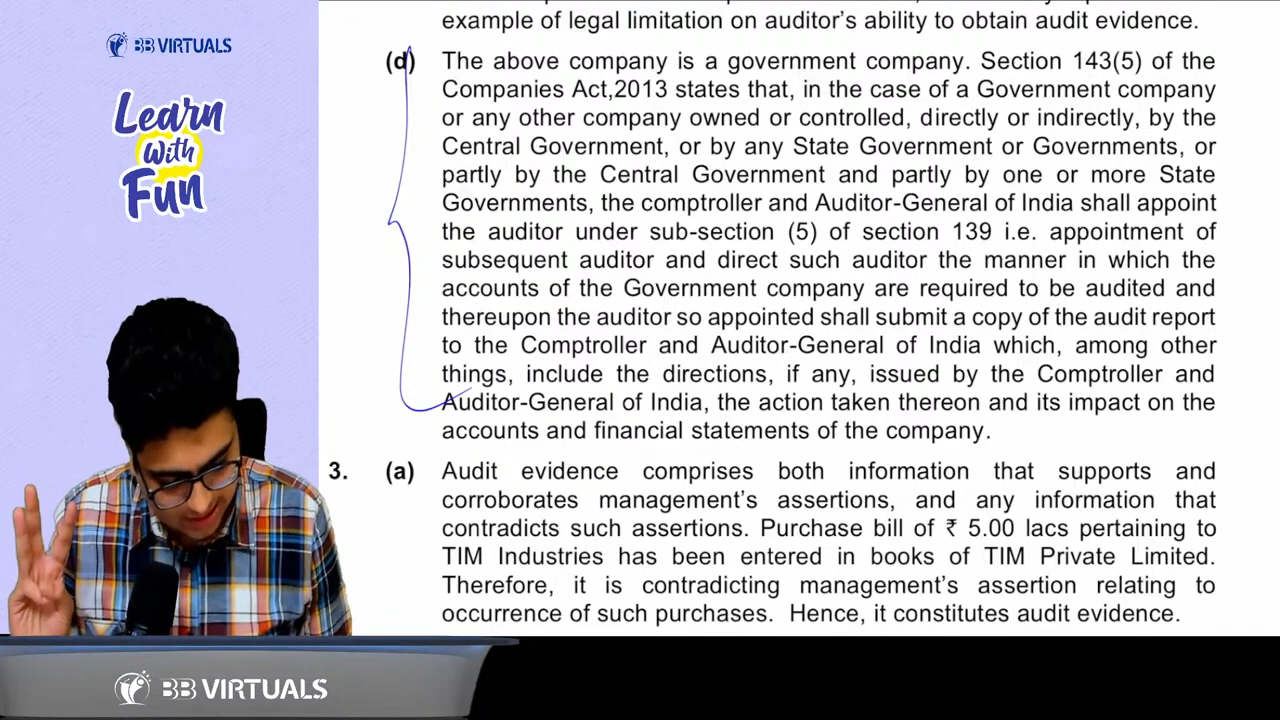 BB VIRTUALS
Learn
With
Fun
example of legal limitation on auditor's ability to obtain audit evidence.
(d) The above company is a government company. Section 143(5) of the
Companies Act,2013 states that, in the case of a Government company
or any other company owned or controlled, directly or indirectly, by the
Central Government, or by any State Government or Governments, or
partly by the Central Government and partly by one or more State
Governments, the comptroller and Auditor-General of India shall appoint
the auditor under sub-section (5) of section 139 i.e. appointment of
subsequent auditor and direct such auditor the manner in which the
accounts of the Government company are required to be audited and
thereupon the auditor so appointed shall submit a copy of the audit report
to the Comptroller and Auditor-General of India which, among other
things, include the directions, if any, issued by the Comptroller and
Auditor-General of India, the action taken thereon and its impact on the
accounts and financial statements of the company.
3. (a) Audit evidence comprises both information that supports and
corroborates management's assertions, and any information that
contradicts such assertions. Purchase bill of ₹ 5.00 lacs pertaining to
TIM Industries has been entered in books of TIM Private Limited.
Therefore, it is contradicting management's assertion relating to
occurrence of such purchases. Hence, it constitutes audit evidence.
BB VIRTUALS